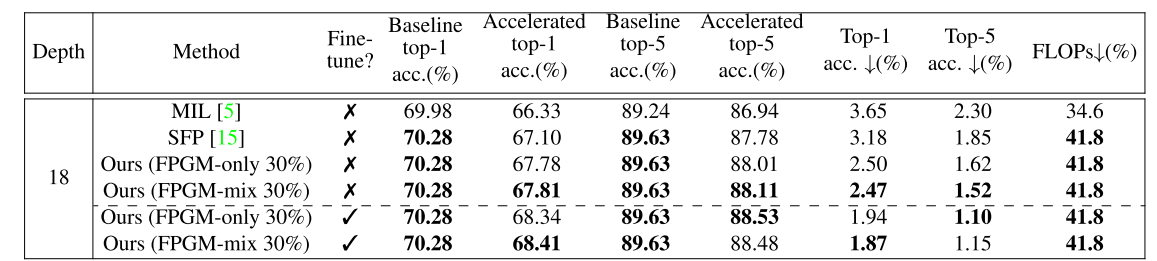 Depth Method Fine-tune? Baseline top-1 acc.(%) Accelerated top-1 acc.(%) Baseline top-5 acc.(%) Accelerated top-5 acc.(%) Top-1 acc. ↓(%) Top-5 acc. ↓(%) FLOPs↓(%)
18
MIL [5] ✗ 69.98 66.33 89.24 86.94 3.65 2.30 34.6
SFP [15] ✗ 70.28 67.10 89.63 87.78 3.18 1.85 41.8
Ours (FPGM-only 30%) ✗ 70.28 67.78 89.63 88.01 2.50 1.62 41.8
Ours (FPGM-mix 30%) ✗ 70.28 67.81 89.63 88.11 2.47 1.52 41.8
Ours (FPGM-only 30%) ✓ 70.28 68.34 89.63 88.53 1.94 1.10 41.8
Ours (FPGM-mix 30%) ✓ 70.28 68.41 89.63 88.48 1.87 1.15 41.8